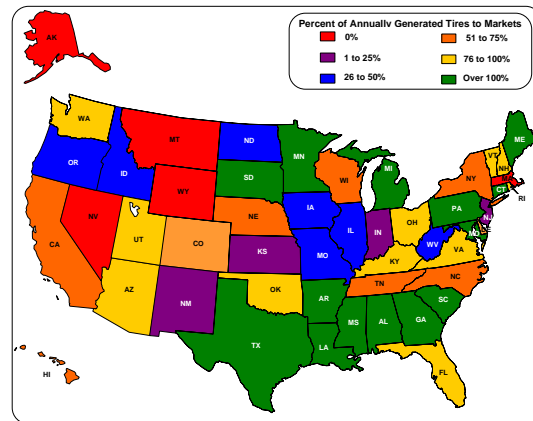 Percent of Annually Generated Tires to Markets
0%
51 to 75%
1 to 25%
76 to 100%
26 to 50%
Over 100%
AK
WA
MT
ND
MN
ME
VT
NH
OR
ID
SD
WI
MI
NY
CT
RI
WY
IA
PA
NJ
NV
NE
IL
IN
OH
MD
UT
CO
WV
VA
CA
KS
MO
KY
NC
TN
AZ
NM
OK
AR
SC
MS
AL
GA
TX
LA
FL
HI